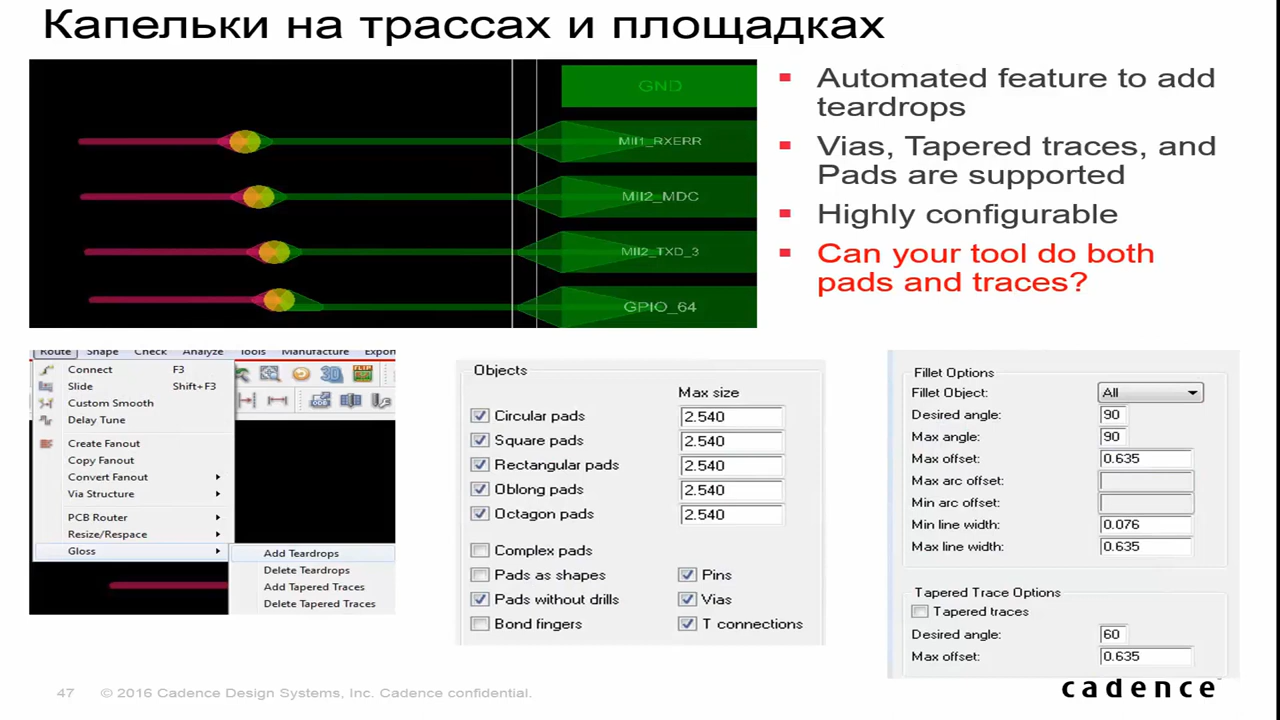 Капельки на трассах и площадках
GND
MII1_RXERR
MII2_MDC
MII2_TXD_3
GPIO_64
Automated feature to add
teardrops
Vias, Tapered traces, and
Pads are supported
Highly configurable
Can your tool do both
pads and traces?
Route Shape Check Analyze Tools Manufacture Export
Connect F3
Slide Shift+F3
Custom Smooth
Delay Tune
Create Fanout
Copy Fanout
Convert Fanout
Via Structure
PCB Router
Resize/Respace
Gloss
3D
FLIP
Add Teardrops
Delete Teardrops
Add Tapered Traces
Delete Tapered Traces
Objects
Max size
Circular pads 2.540
Square pads 2.540
Rectangular pads 2.540
Oblong pads 2.540
Octagon pads 2.540
Complex pads
Pads as shapes Pins
Pads without drills Vias
Bond fingers T connections
Fillet Options
Fillet Object: All
Desired angle: 90
Max angle: 90
Max offset: 0.635
Max arc offset:
Min arc offset:
Min line width: 0.076
Max line width: 0.635
Tapered Trace Options
Tapered traces
Desired angle: 60
Max offset: 0.635
47 © 2016 Cadence Design Systems, Inc. Cadence confidential.
cadence